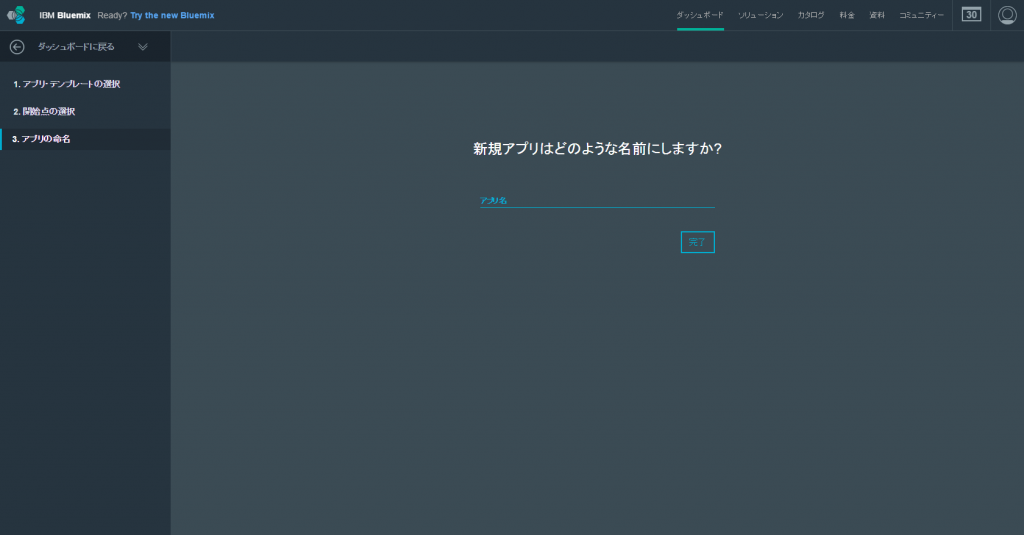 IBM Bluemix Ready? Try the new Bluemix
ダッシュボード ソリューション カタログ 料金 資料 コミュニティー 30
ダッシュボードに戻る
1. アプリ・テンプレートの選択
2. 開始点の選択
3. アプリの命名
新規アプリはどのような名前にしますか?
アプリ名
完了